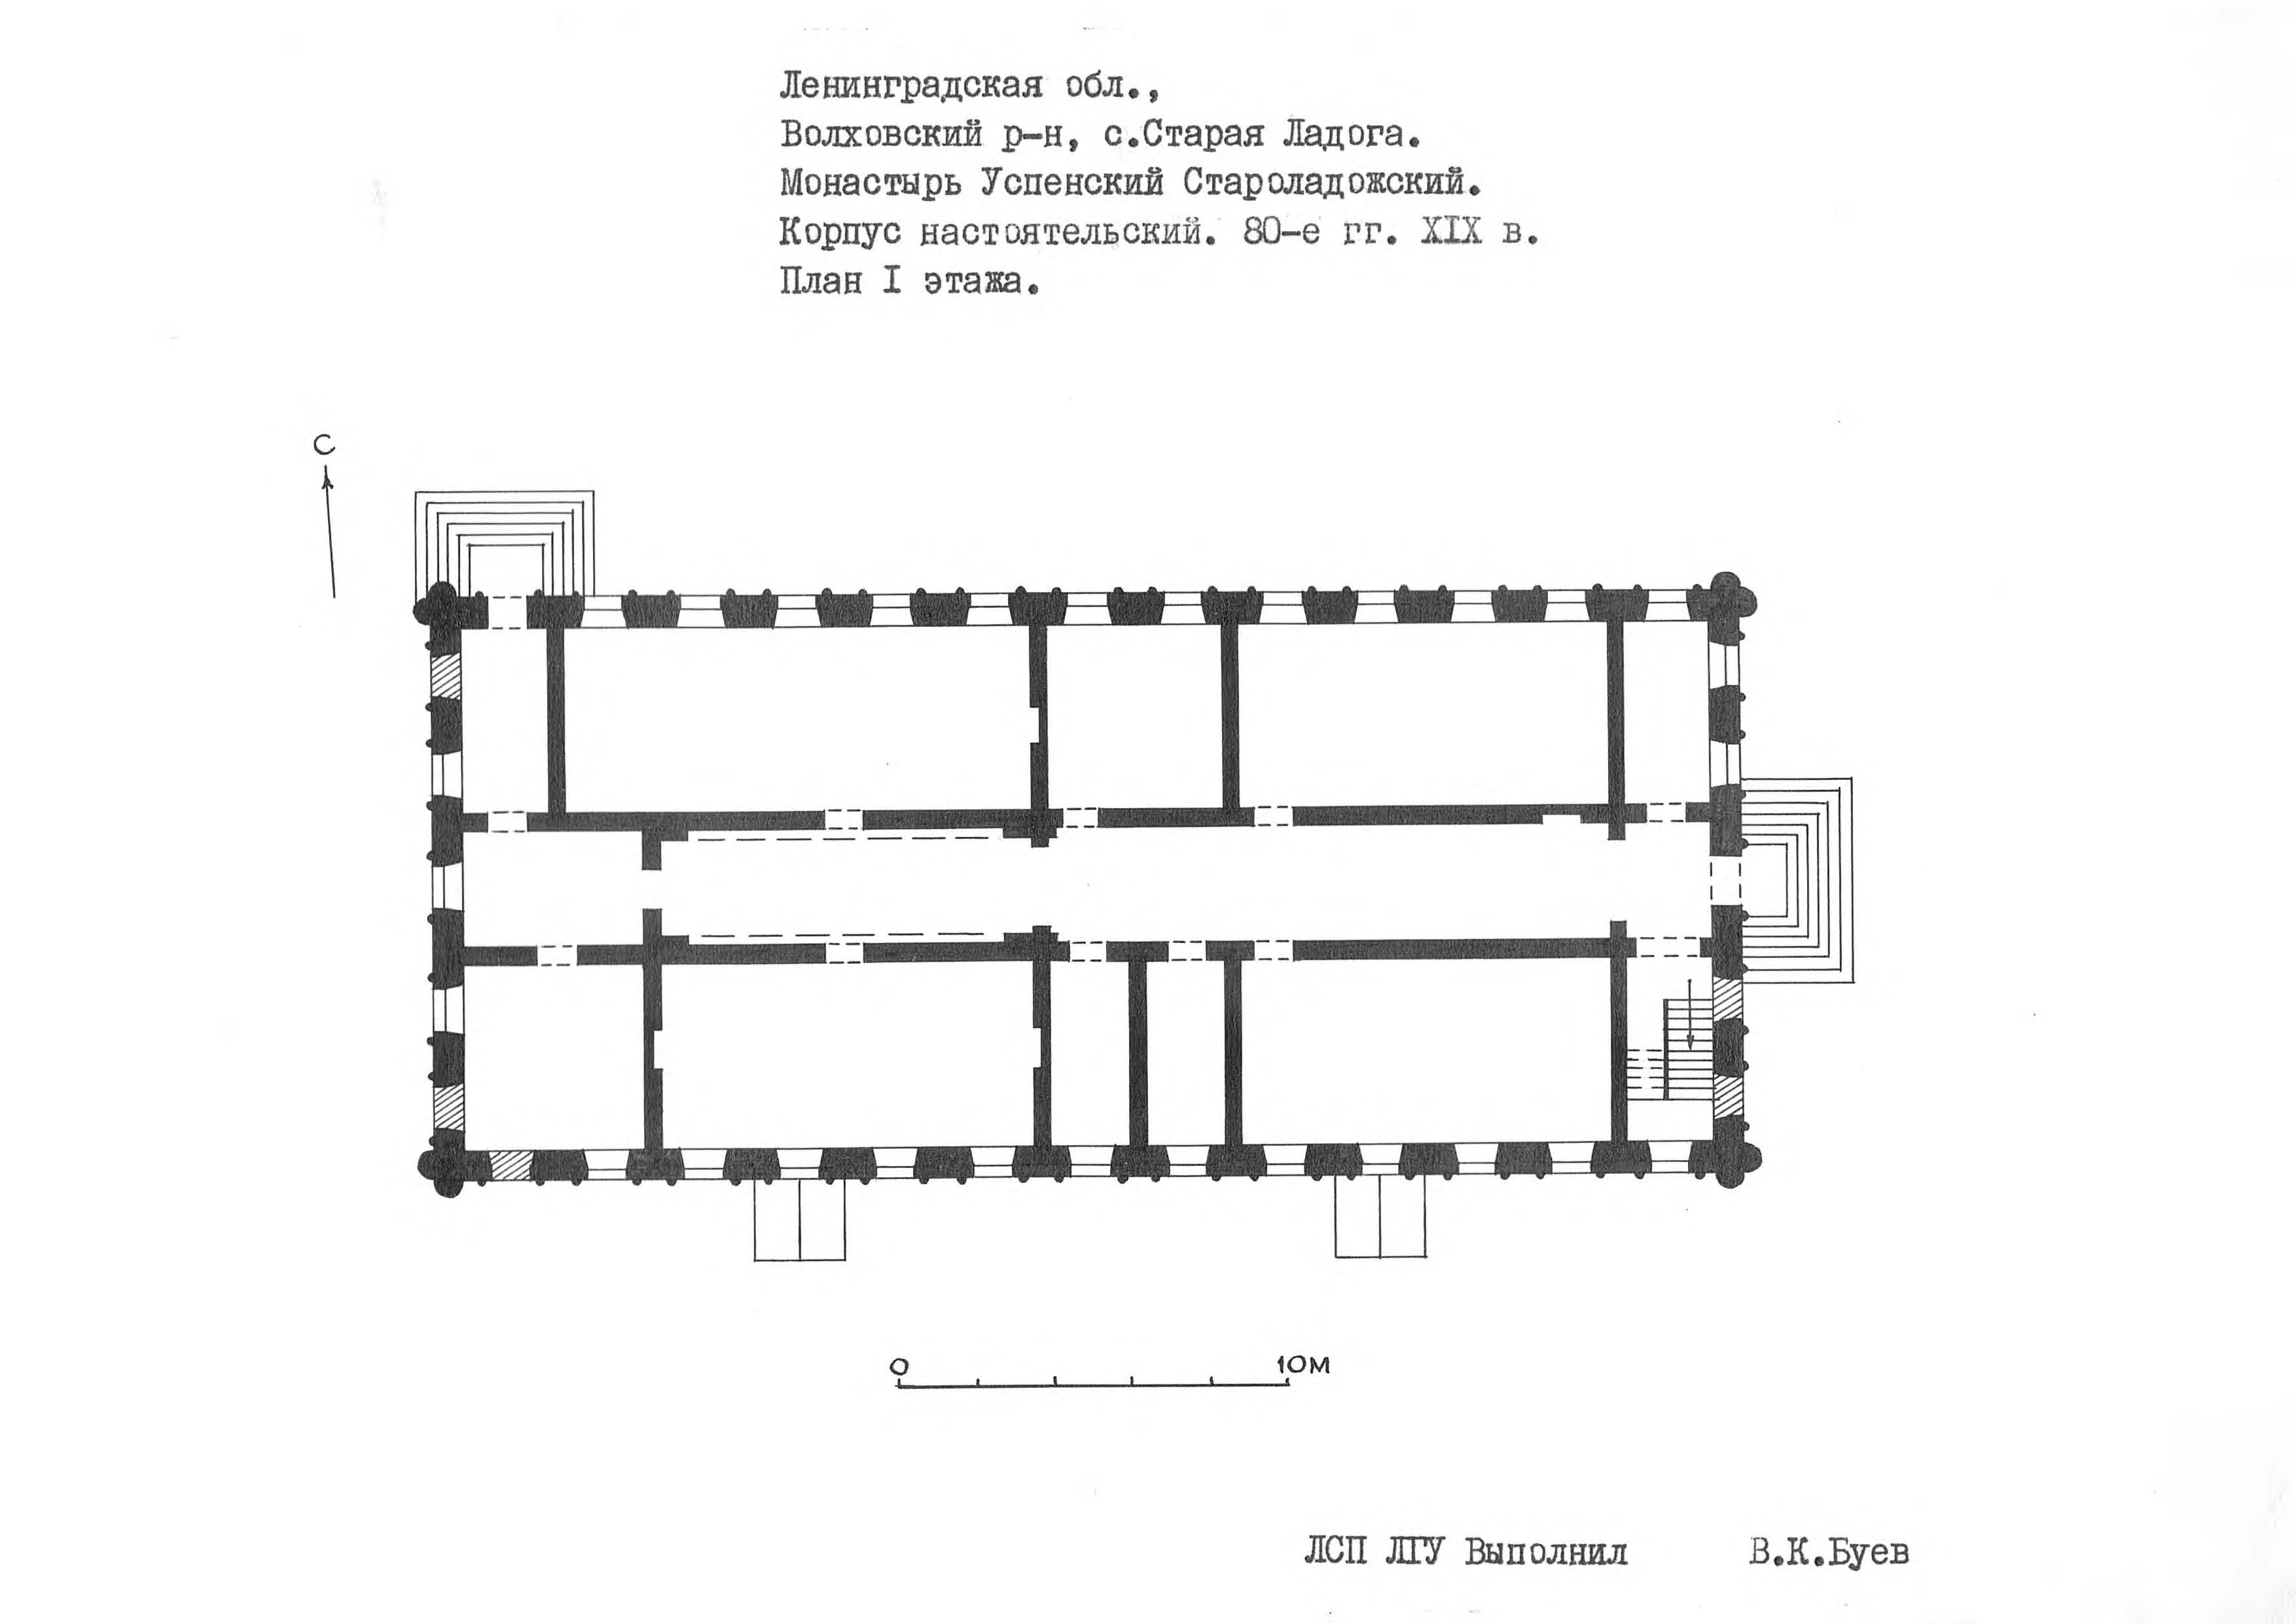 Ленинградская обл.,
Волховский р-н, с.Старая Ладога.
Монастырь Успенский Староладожский.
Корпус настоятельский. 80-е гг. XIX в.
План I этажа.
С
0 10М
ЛСП ЛГУ Выполнил В.К.Буев